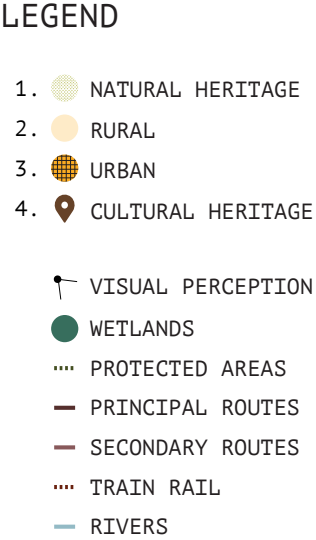 LEGEND
1. NATURAL HERITAGE
2. RURAL
3. URBAN
4. CULTURAL HERITAGE
VISUAL PERCEPTION
WETLANDS
PROTECTED AREAS
PRINCIPAL ROUTES
SECONDARY ROUTES
TRAIN RAIL
RIVERS